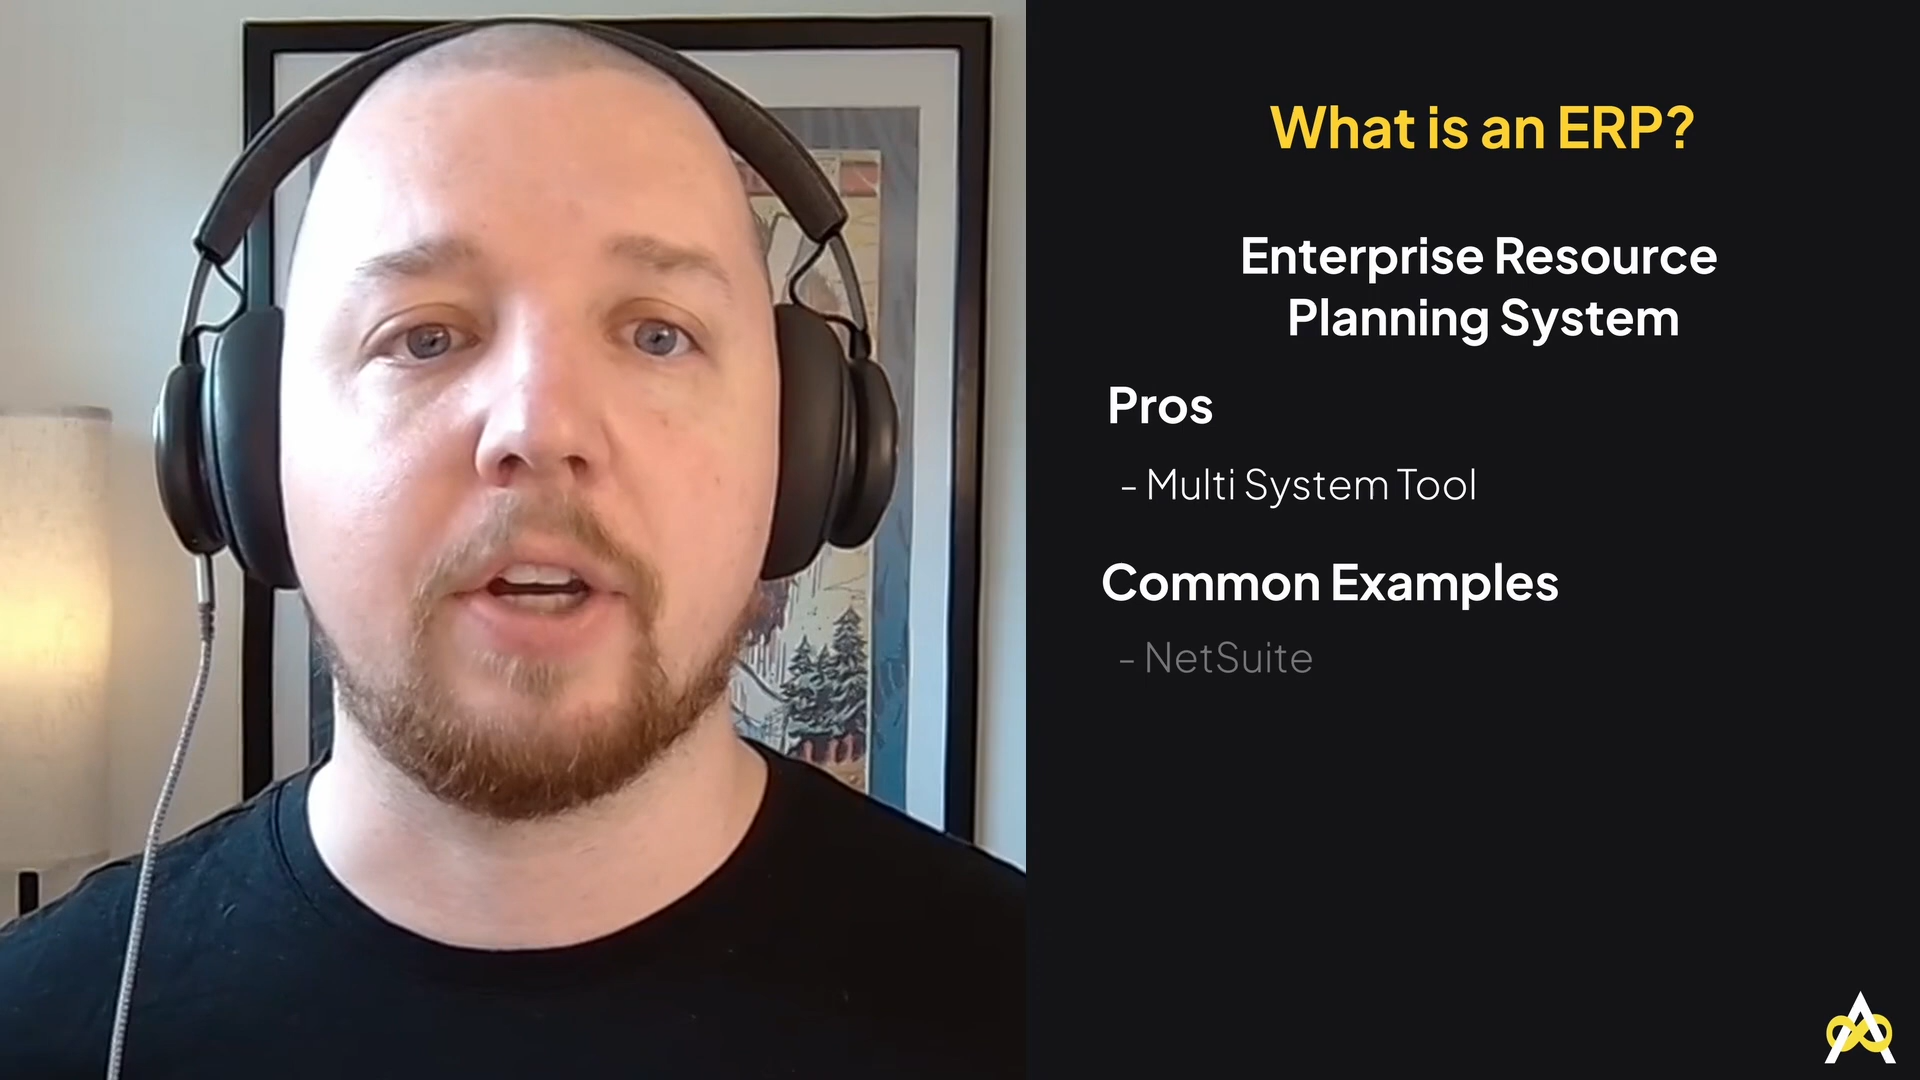 What is an ERP?
Enterprise Resource
Planning System
Pros
- Multi System Tool
Common Examples
- NetSuite